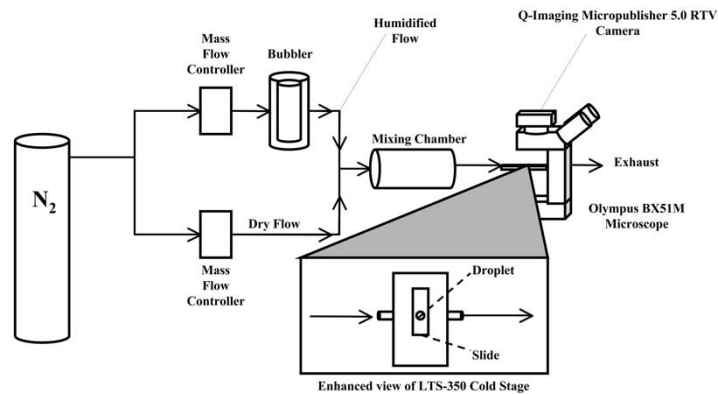 Q-Imaging Micropublisher 5.0 RTV
Camera
Humidified
Flow
Mass
Flow
Controller
Bubbler
Mixing Chamber
Exhaust
N2
Olympus BX51M
Microscope
Dry Flow
Mass
Flow
Controller
Droplet
Slide
Enhanced view of LTS-350 Cold Stage